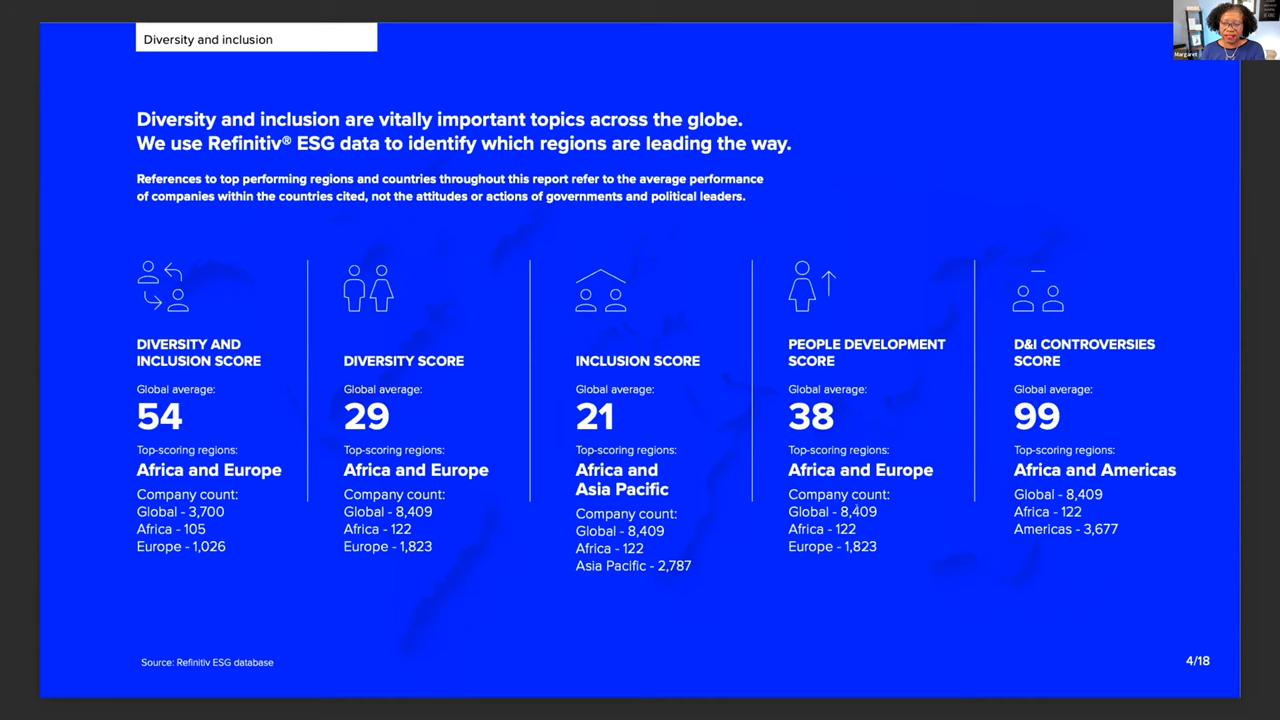 Diversity and inclusion
Margaret
Diversity and inclusion are vitally important topics across the globe.
We use Refinitiv® ESG data to identify which regions are leading the way.
References to top performing regions and countries throughout this report refer to the average performance
of companies within the countries cited, not the attitudes or actions of governments and political leaders.
DIVERSITY AND
INCLUSION SCORE
Global average:
54
Top-scoring regions:
Africa and Europe
Company count:
Global - 3,700
Africa - 105
Europe - 1,026
DIVERSITY SCORE
Global average:
29
Top-scoring regions:
Africa and Europe
Company count:
Global - 8,409
Africa - 122
Europe - 1,823
INCLUSION SCORE
Global average:
21
Top-scoring regions:
Africa and
Asia Pacific
Company count:
Global - 8,409
Africa - 122
Asia Pacific - 2,787
PEOPLE DEVELOPMENT
SCORE
Global average:
38
Top-scoring regions:
Africa and Europe
Company count:
Global - 8,409
Africa - 122
Europe - 1,823
D&I CONTROVERSIES
SCORE
Global average:
99
Top-scoring regions:
Africa and Americas
Global - 8,409
Africa - 122
Americas - 3,677
Source: Refinitiv ESG database
4/18